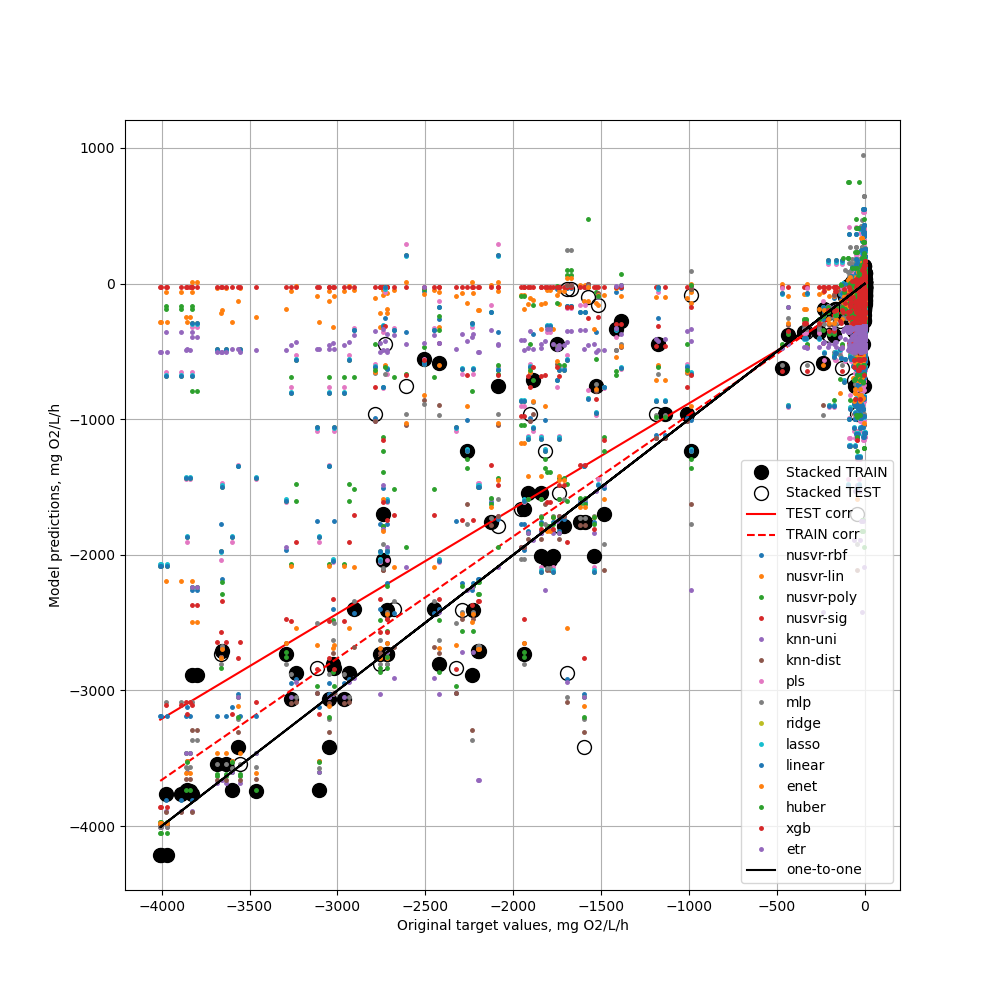 1000
0
−1000
−2000
−3000
−4000
Model predictions, mg O2/L/h
−4000 −3500 −3000 −2500 −2000 −1500 −1000 −500 0
Original target values, mg O2/L/h
Stacked TRAIN
Stacked TEST
TEST corr
TRAIN corr
nusvr-rbf
nusvr-lin
nusvr-poly
nusvr-sig
knn-uni
knn-dist
pls
mlp
ridge
lasso
linear
enet
huber
xgb
etr
one-to-one